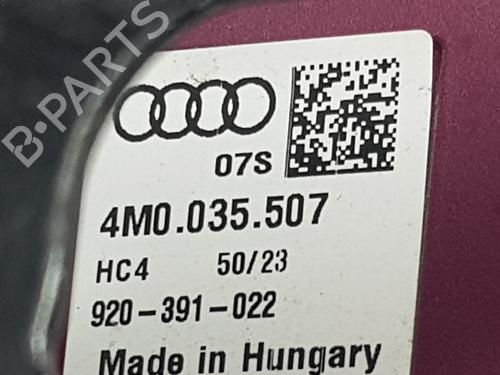 B-PARTS
07S
4M0.035.507
HC4 50/23
920-391-022
Made in Hungary